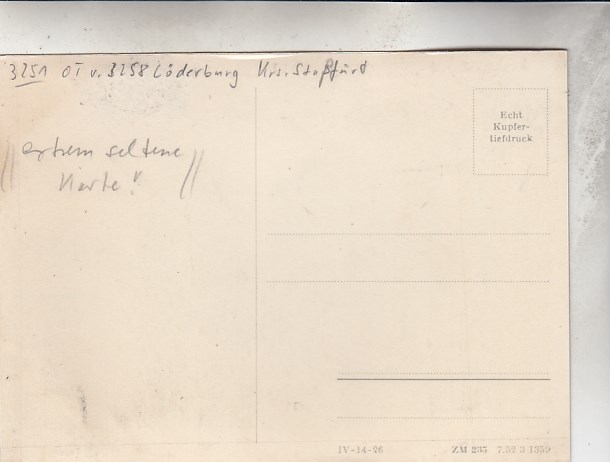 3251 OT v. 3258 Löderburg Krs. Staßfurt
Echt
Kupfer-
tiefdruck
extrem seltene
Karte!!
IV-14-26 ZM 235 7.52 3 1359